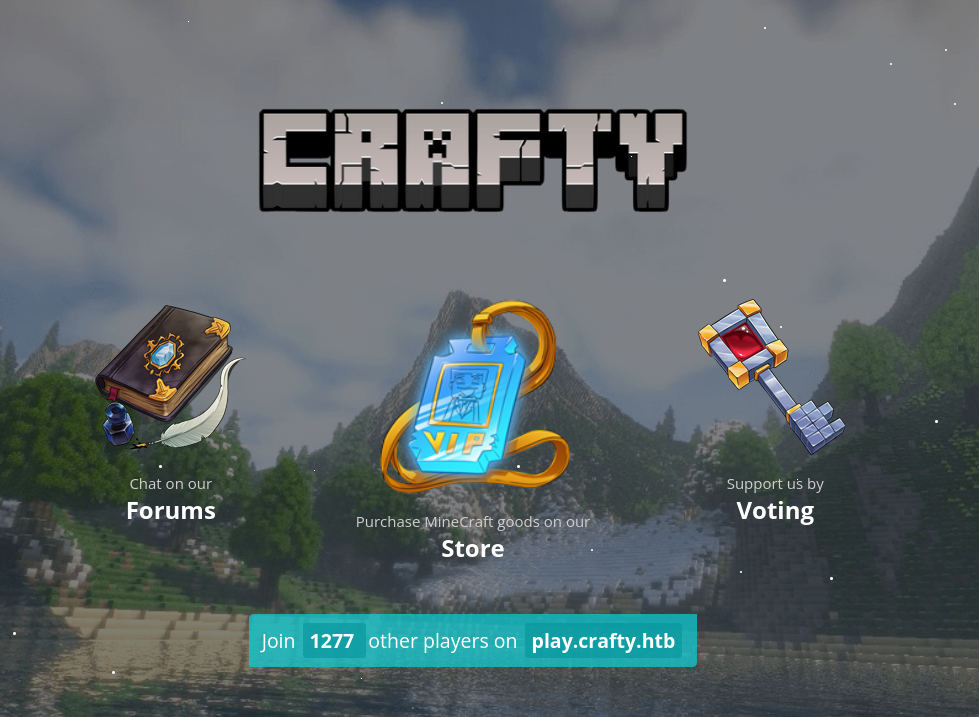 CRAFTY
VIP
Chat on our
Forums
Purchase MineCraft goods on our
Store
Support us by
Voting
Join 1277 other players on play.crafty.htb